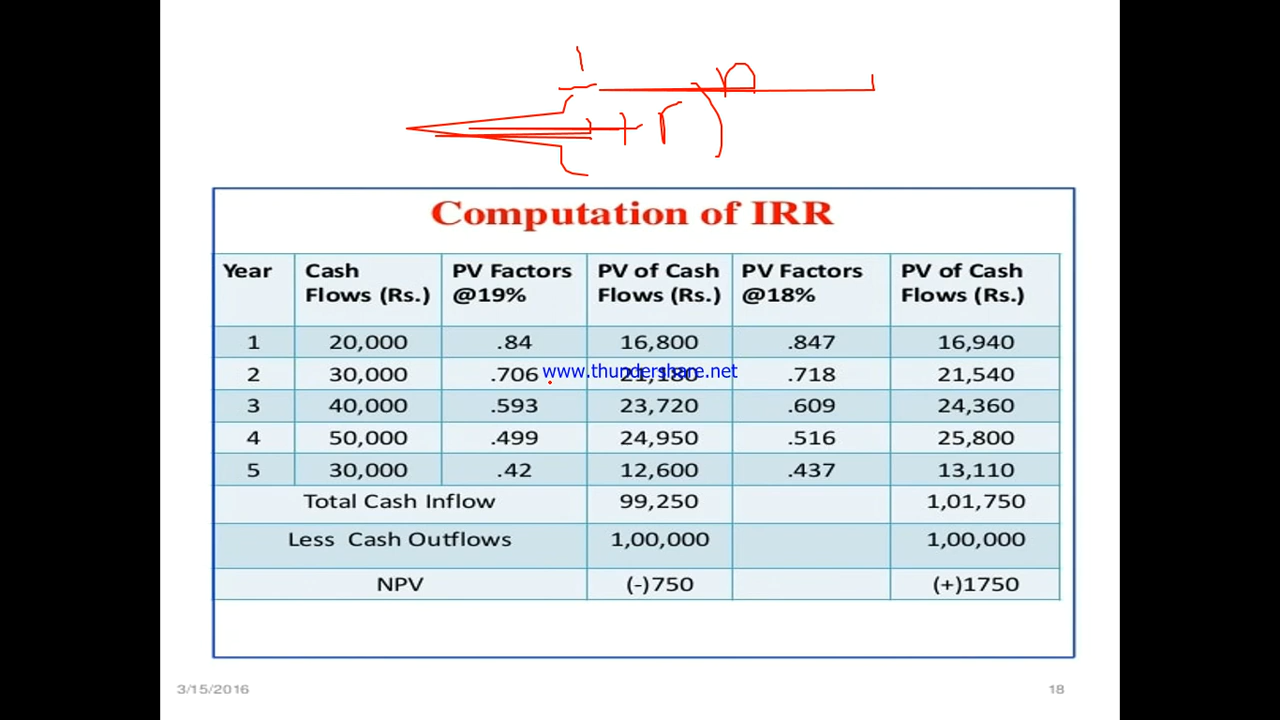 1
(1+r)n
Computation of IRR
Year Cash Flows (Rs.) PV Factors @19% PV of Cash Flows (Rs.) PV Factors @18% PV of Cash Flows (Rs.)
1 20,000 .84 16,800 .847 16,940
2 30,000 .706 21,180 .718 21,540
www.thundershare.net
3 40,000 .593 23,720 .609 24,360
4 50,000 .499 24,950 .516 25,800
5 30,000 .42 12,600 .437 13,110
Total Cash Inflow 99,250 1,01,750
Less Cash Outflows 1,00,000 1,00,000
NPV (-)750 (+)1750
3/15/2016 18